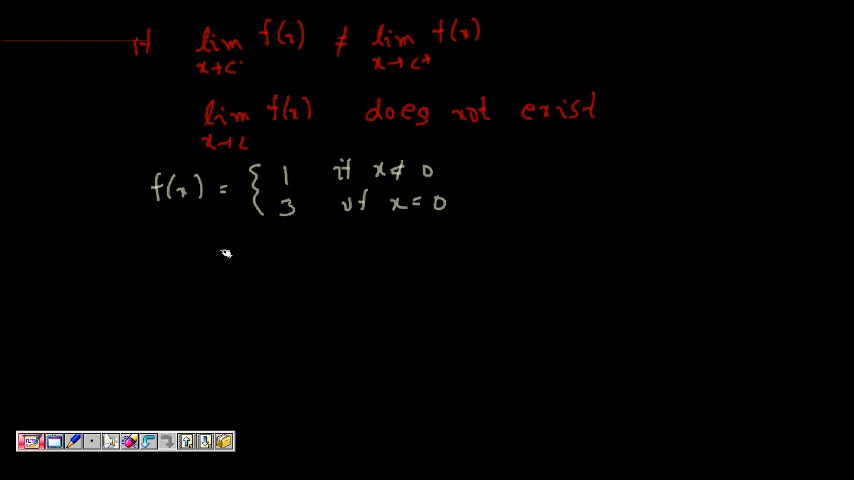 if lim x→c⁻ f(x) ≠ lim x→c⁺ f(x)
lim x→c f(x) does not exist
f(x) = { 1 if x ≠ 0
3 if x = 0